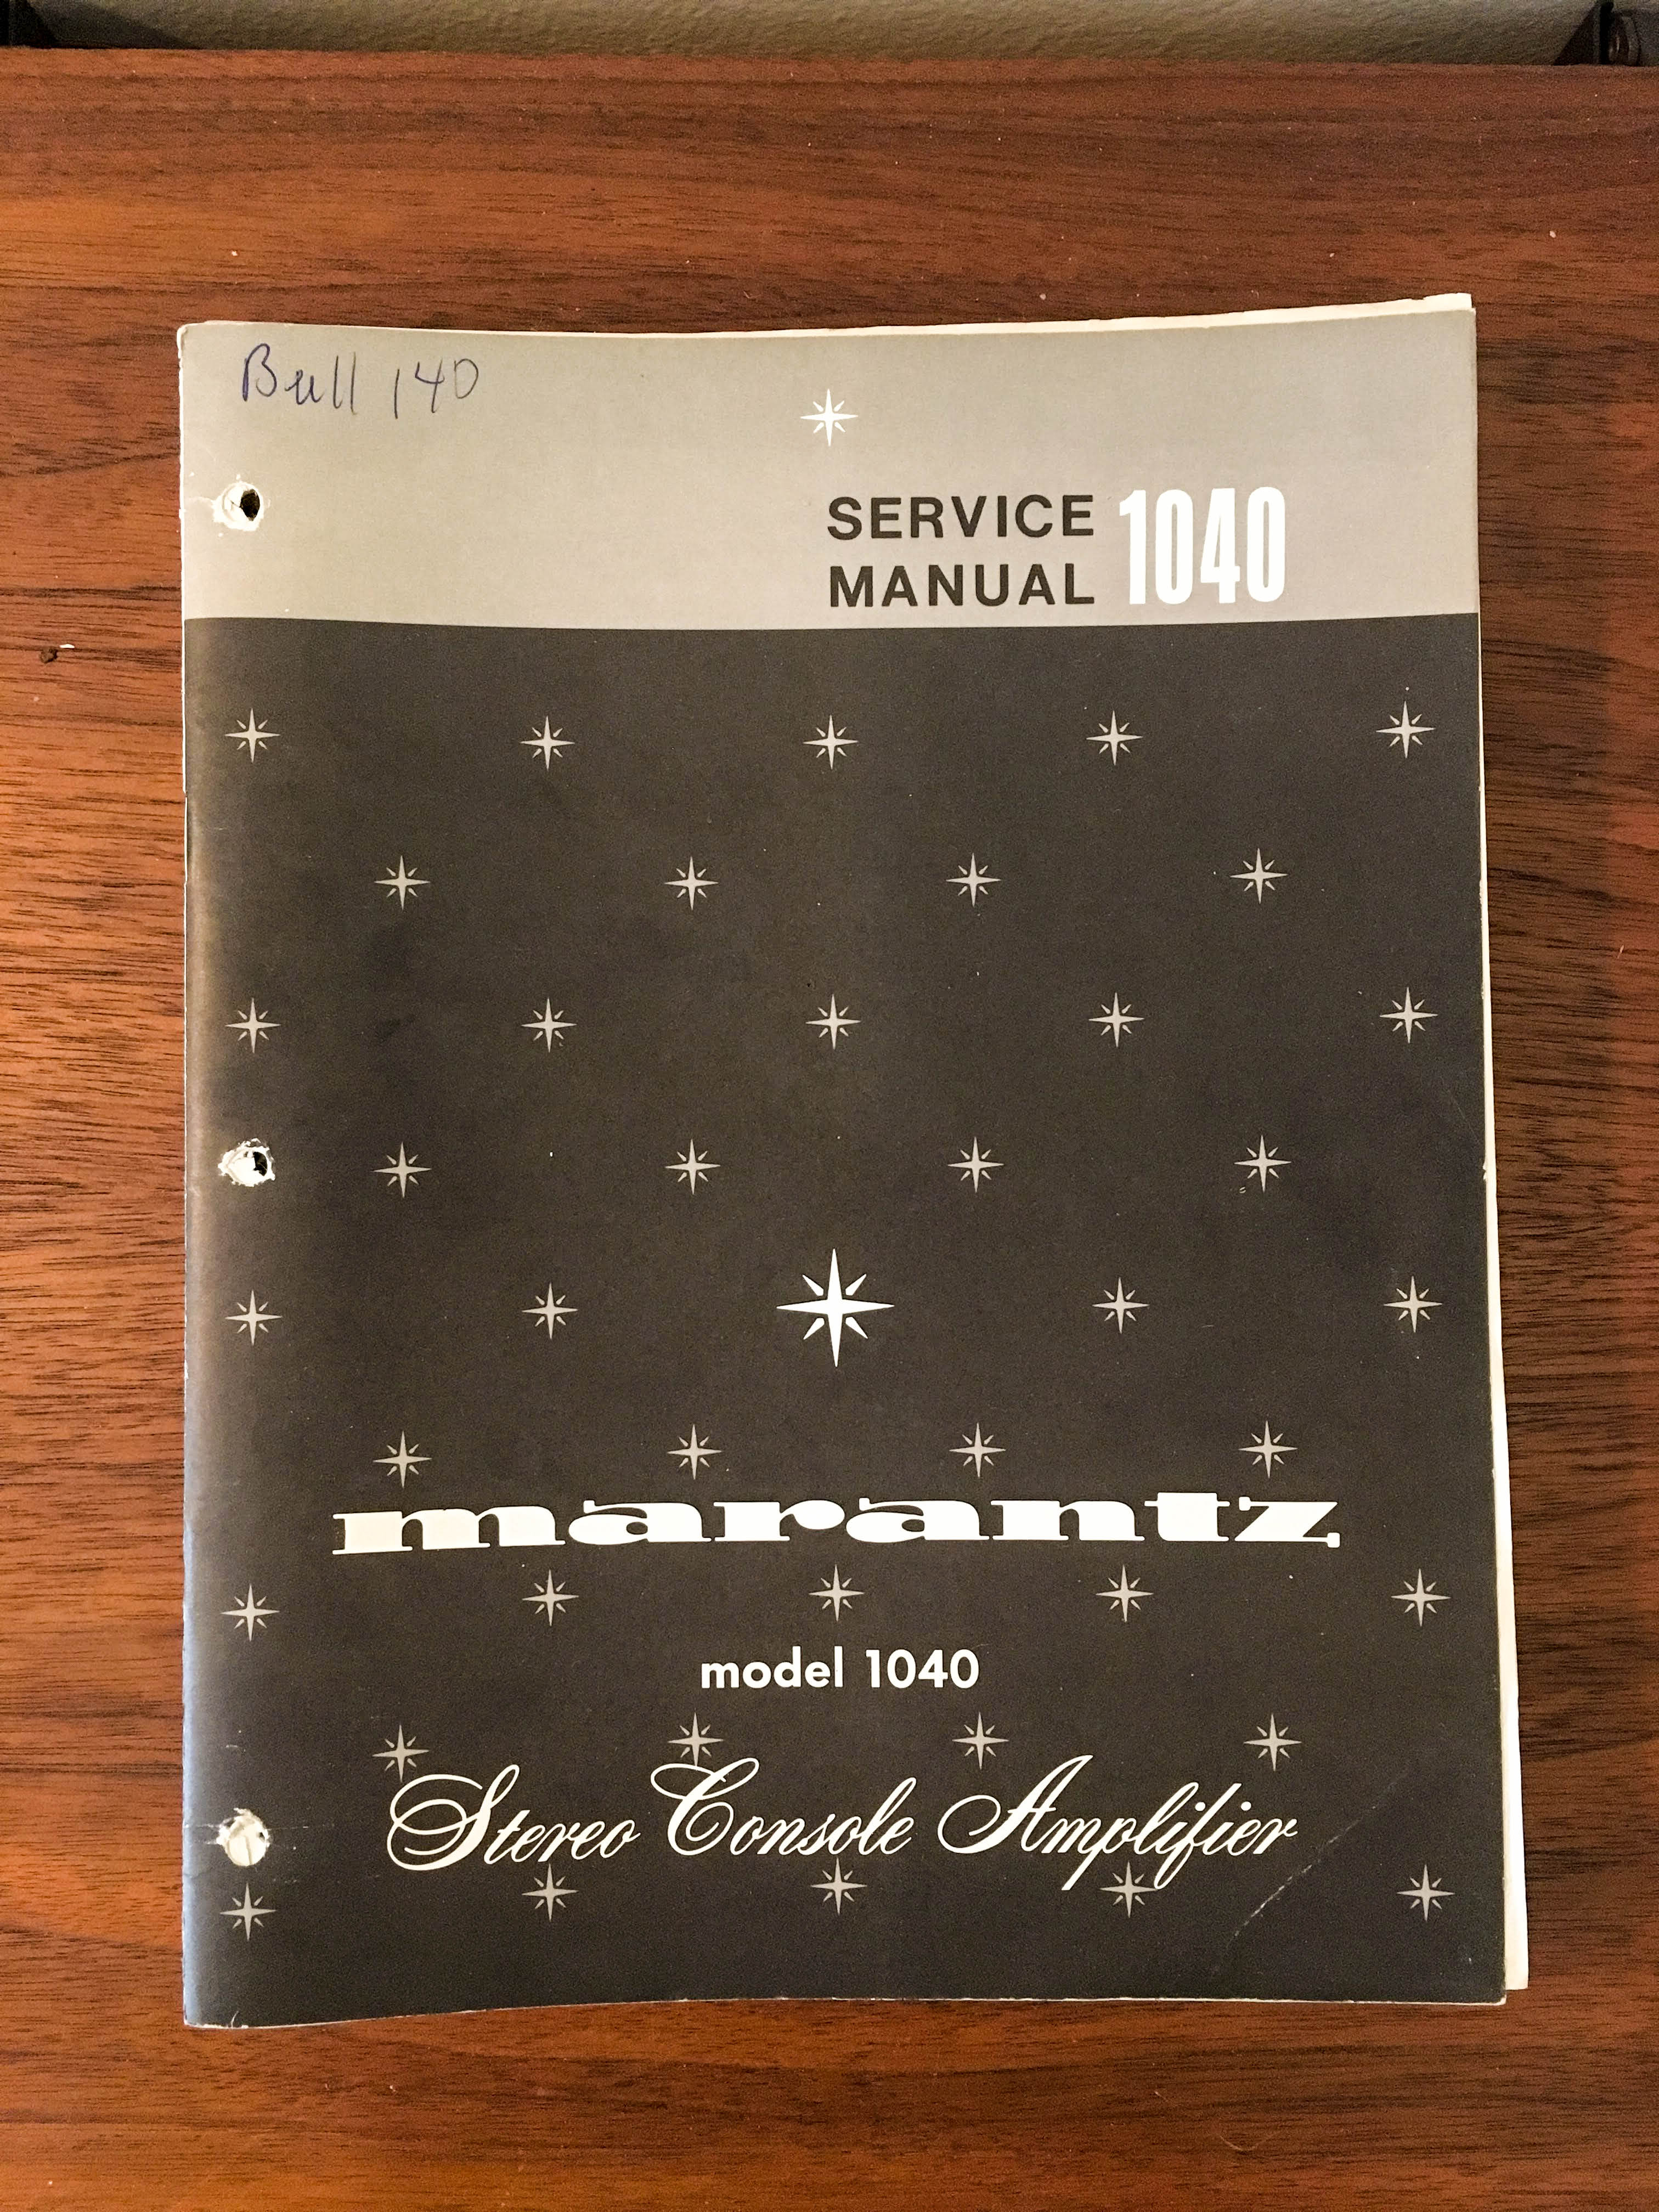 Bull 140
SERVICE
MANUAL 1040
marantz
model 1040
Stereo Console Amplifier